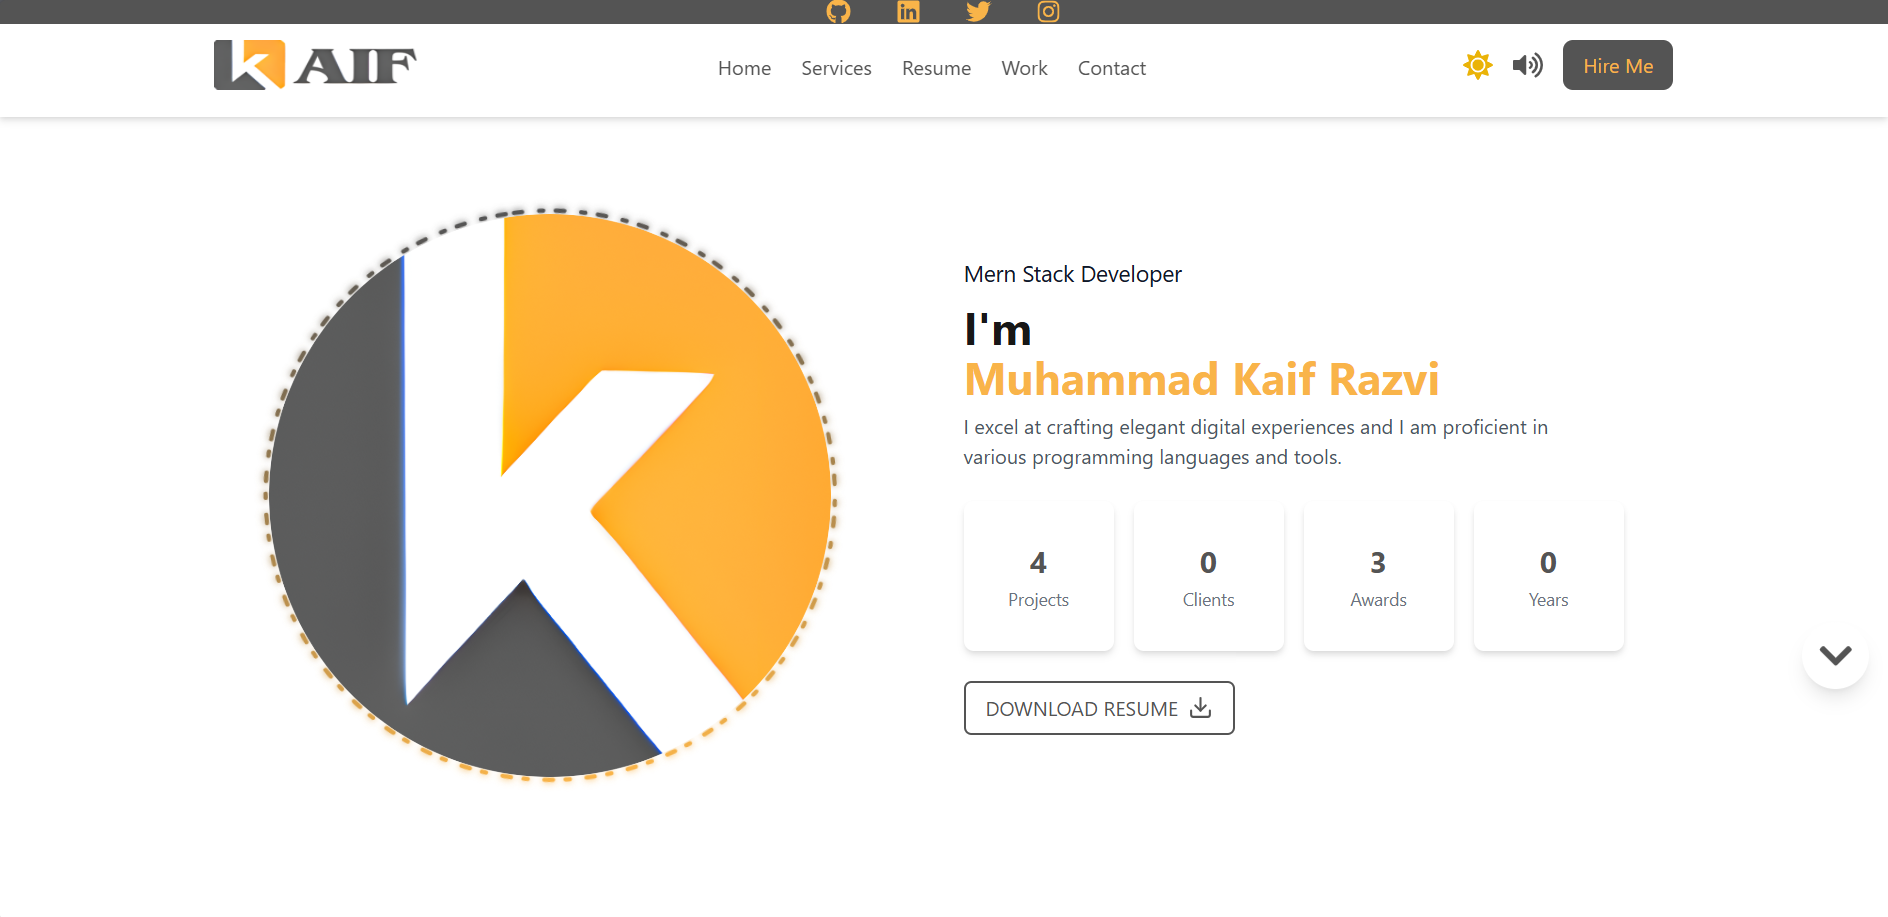 KAIF
Home Services Resume Work Contact
Hire Me
Mern Stack Developer
I'm
Muhammad Kaif Razvi
I excel at crafting elegant digital experiences and I am proficient in
various programming languages and tools.
4 0 3 0
Projects Clients Awards Years
DOWNLOAD RESUME